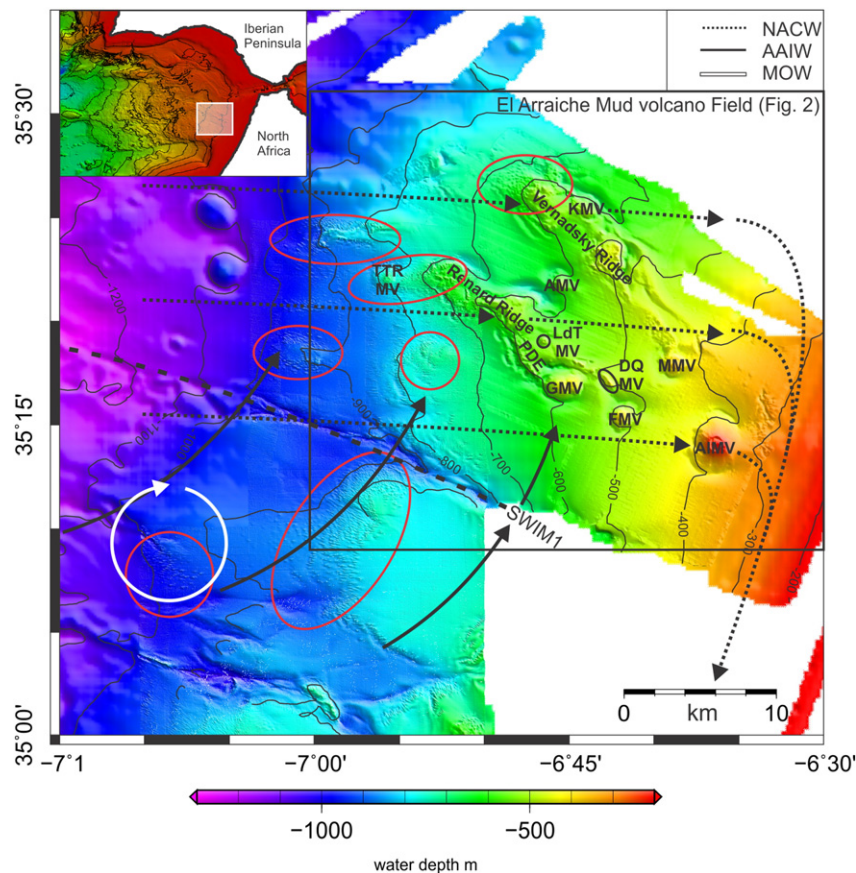 Iberian
Peninsula
North
Africa
NACW
AAIW
MOW
El Arraiche Mud volcano Field (Fig. 2)
35°30'
35°15'
35°00'
Vernadsky Ridge
KMV
TTR
MV
Renard Ridge
AMV
LdT
MV
PDE
GMV
DQ
MV
MMV
FMV
AlMV
SWIM1
-1200
-1100
-1000
-900
-800
-700
-600
-500
-400
-300
-200
0 km 10
−7°1
−7°00'
−6°45'
−6°30'
−1000
−500
water depth m